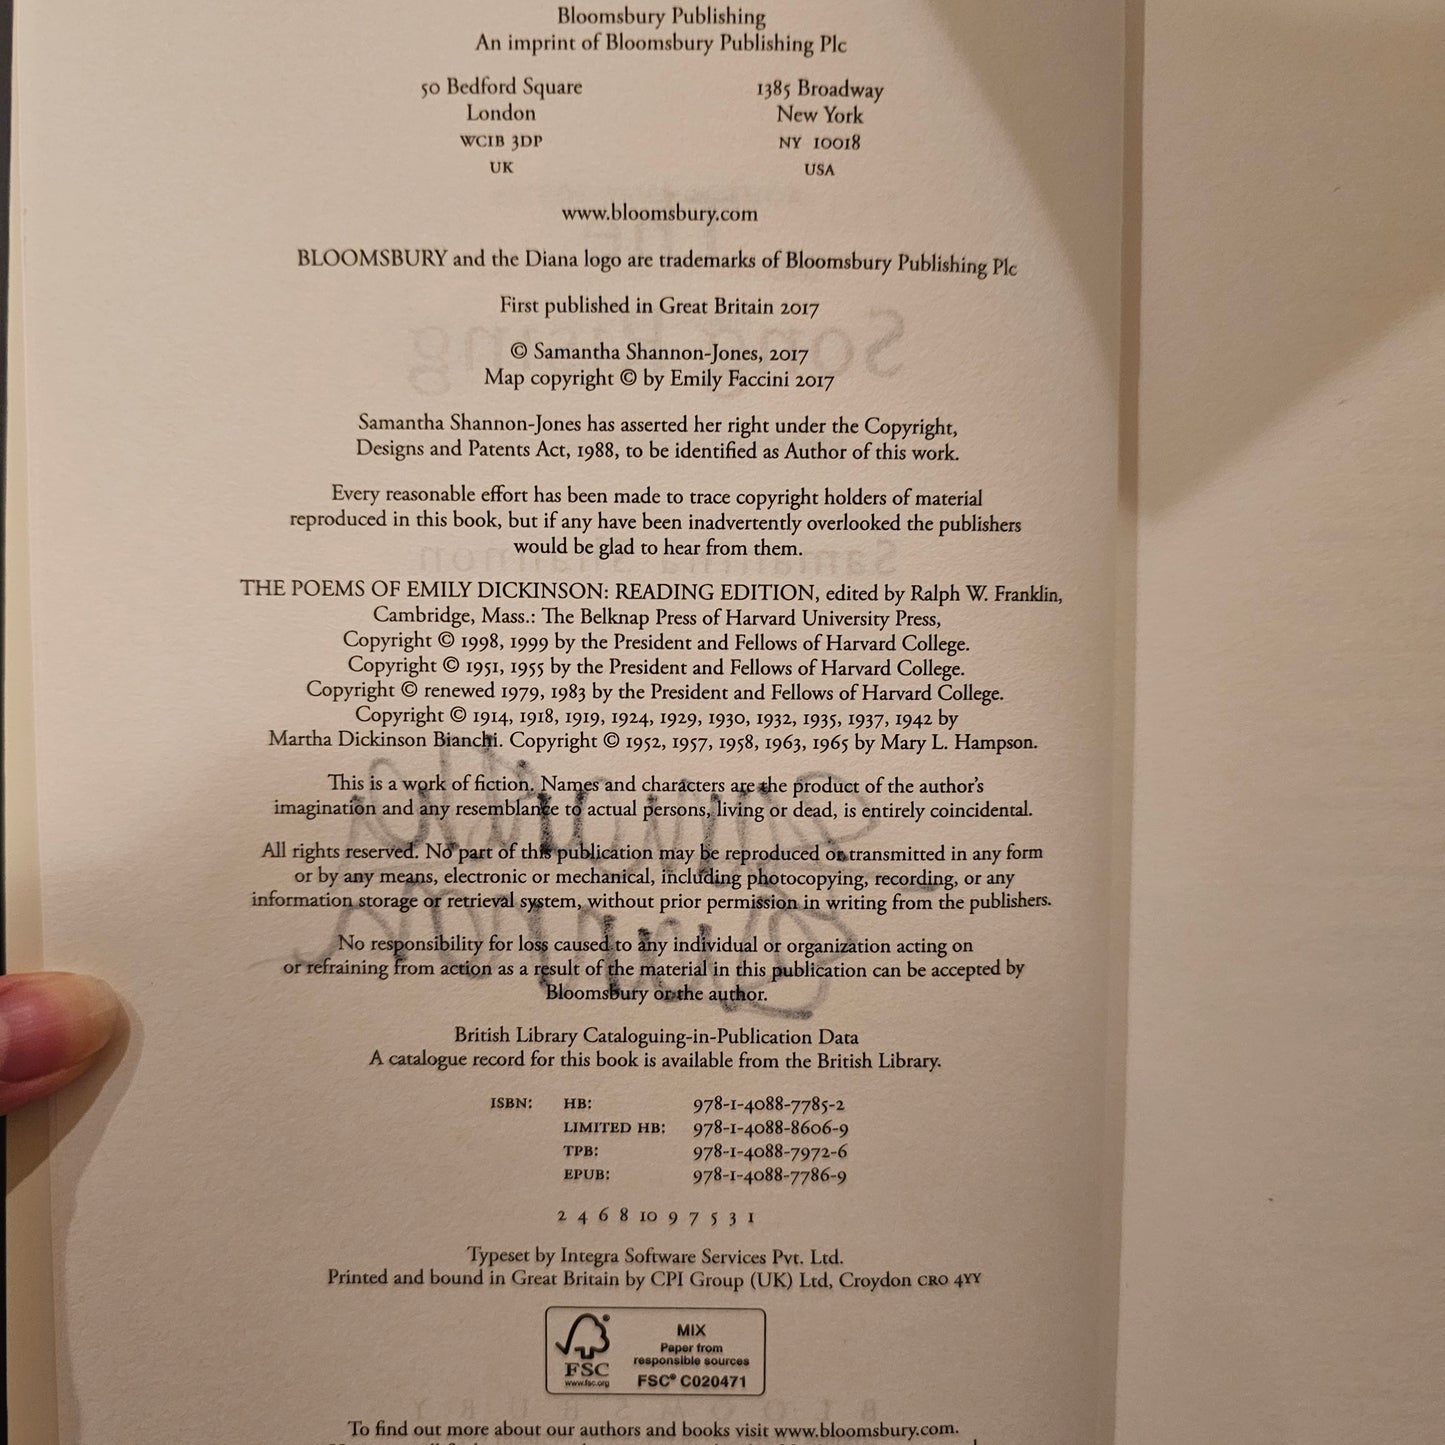 Bloomsbury Publishing
An imprint of Bloomsbury Publishing Plc
50 Bedford Square
London
WC1B 3DP
UK
1385 Broadway
New York
NY 10018
USA
www.bloomsbury.com
BLOOMSBURY and the Diana logo are trademarks of Bloomsbury Publishing Plc
First published in Great Britain 2017
© Samantha Shannon-Jones, 2017
Map copyright © by Emily Faccini 2017
Samantha Shannon-Jones has asserted her right under the Copyright,
Designs and Patents Act, 1988, to be identified as Author of this work.
Every reasonable effort has been made to trace copyright holders of material
reproduced in this book, but if any have been inadvertently overlooked the publishers
would be glad to hear from them.
THE POEMS OF EMILY DICKINSON: READING EDITION, edited by Ralph W. Franklin,
Cambridge, Mass.: The Belknap Press of Harvard University Press,
Copyright © 1998, 1999 by the President and Fellows of Harvard College.
Copyright © 1951, 1955 by the President and Fellows of Harvard College.
Copyright © renewed 1979, 1983 by the President and Fellows of Harvard College.
Copyright © 1914, 1918, 1919, 1924, 1929, 1930, 1932, 1935, 1937, 1942 by
Martha Dickinson Bianchi. Copyright © 1952, 1957, 1958, 1963, 1965 by Mary L. Hampson.
This is a work of fiction. Names and characters are the product of the author's
imagination and any resemblance to actual persons, living or dead, is entirely coincidental.
All rights reserved. No part of this publication may be reproduced or transmitted in any form
or by any means, electronic or mechanical, including photocopying, recording, or any
information storage or retrieval system, without prior permission in writing from the publishers.
No responsibility for loss caused to any individual or organization acting on
or refraining from action as a result of the material in this publication can be accepted by
Bloomsbury or the author.
British Library Cataloguing-in-Publication Data
A catalogue record for this book is available from the British Library.
ISBN: HB: 978-1-4088-7785-2
LIMITED HB: 978-1-4088-8606-9
TPB: 978-1-4088-7972-6
EPUB: 978-1-4088-7786-9
2 4 6 8 10 9 7 5 3 1
Typeset by Integra Software Services Pvt. Ltd.
Printed and bound in Great Britain by CPI Group (UK) Ltd, Croydon CR0 4YY
FSC
www.fsc.org
MIX
Paper from
responsible sources
FSC® C020471
To find out more about our authors and books visit www.bloomsbury.com.